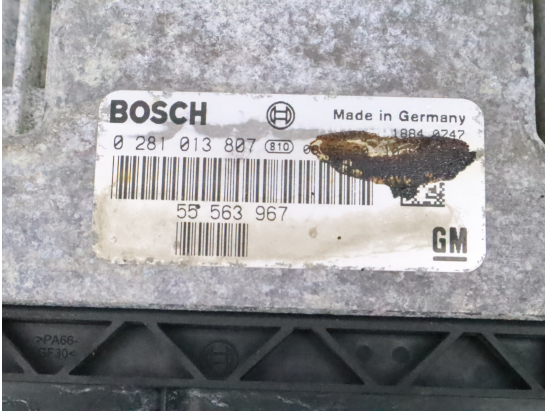 BOSCH
Made in Germany
1884 0747
0 281 013 807 810
55 563 967
GM
>PA66-
GF30<